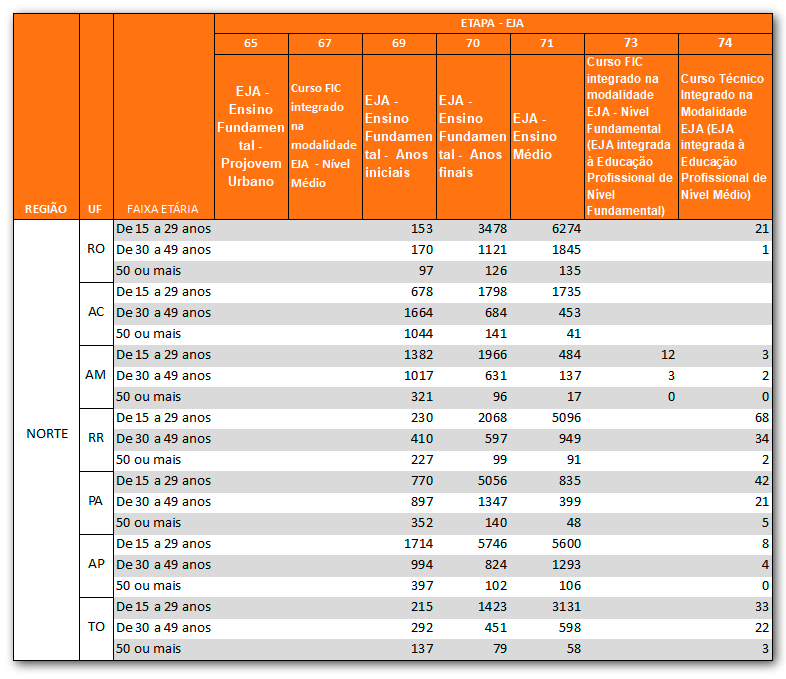 ETAPA - EJA
65 67 69 70 71 73 74
REGIÃO UF FAIXA ETÁRIA
EJA -
Ensino
Fundamen
tal -
Projovem
Urbano
Curso FIC
integrado
na
modalidade
EJA - Nível
Médio
EJA -
Ensino
Fundamen
tal - Anos
iniciais
EJA -
Ensino
Fundamen
tal - Anos
finais
EJA -
Ensino
Médio
Curso FIC
integrado na
modalidade
EJA - Nível
Fundamental
(EJA integrada
à Educação
Profissional de
Nível
Fundamental)
Curso Técnico
Integrado na
Modalidade
EJA (EJA
integrada à
Educação
Profissional de
Nível Médio)
NORTE
RO
De 15 a 29 anos 153 3478 6274 21
De 30 a 49 anos 170 1121 1845 1
50 ou mais 97 126 135
AC
De 15 a 29 anos 678 1798 1735
De 30 a 49 anos 1664 684 453
50 ou mais 1044 141 41
AM
De 15 a 29 anos 1382 1966 484 12 3
De 30 a 49 anos 1017 631 137 3 2
50 ou mais 321 96 17 0 0
RR
De 15 a 29 anos 230 2068 5096 68
De 30 a 49 anos 410 597 949 34
50 ou mais 227 99 91 2
PA
De 15 a 29 anos 770 5056 835 42
De 30 a 49 anos 897 1347 399 21
50 ou mais 352 140 48 5
AP
De 15 a 29 anos 1714 5746 5600 8
De 30 a 49 anos 994 824 1293 4
50 ou mais 397 102 106 0
TO
De 15 a 29 anos 215 1423 3131 33
De 30 a 49 anos 292 451 598 22
50 ou mais 137 79 58 3